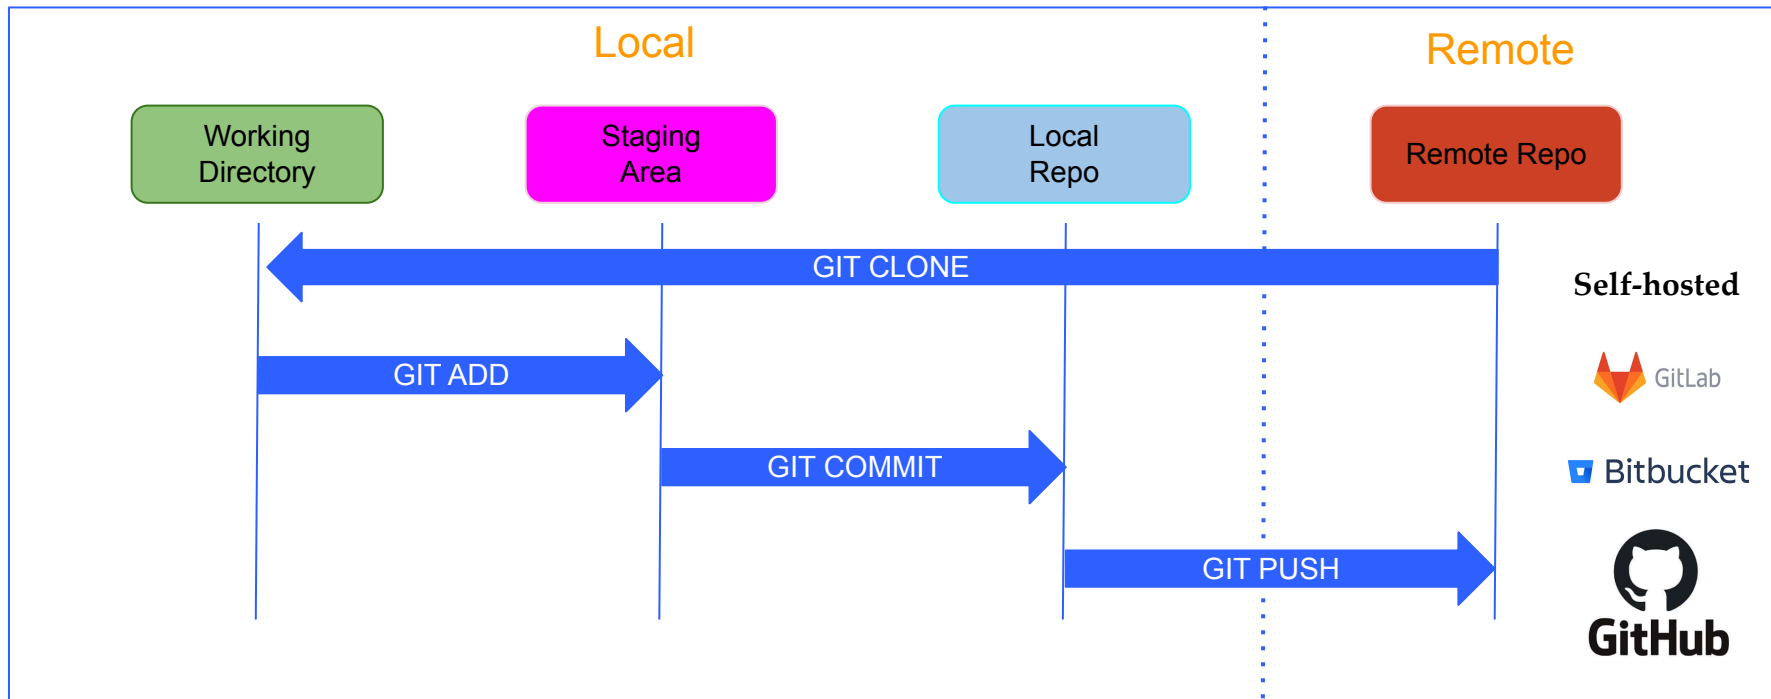 Local
Remote
Working
Directory
Staging
Area
Local
Repo
Remote Repo
GIT CLONE
Self-hosted
GIT ADD
GitLab
GIT COMMIT
Bitbucket
GIT PUSH
GitHub